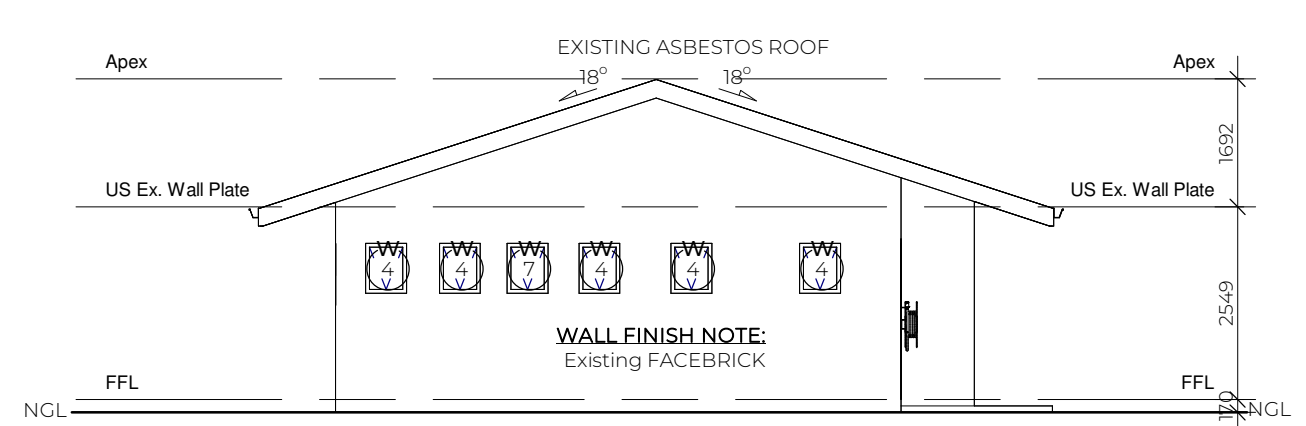 EXISTING ASBESTOS ROOF
Apex
18° 18°
Apex
1692
US Ex. Wall Plate
US Ex. Wall Plate
W W W W W W
4 4 7 4 4 4
2549
WALL FINISH NOTE:
Existing FACEBRICK
FFL
FFL
170
NGL
NGL